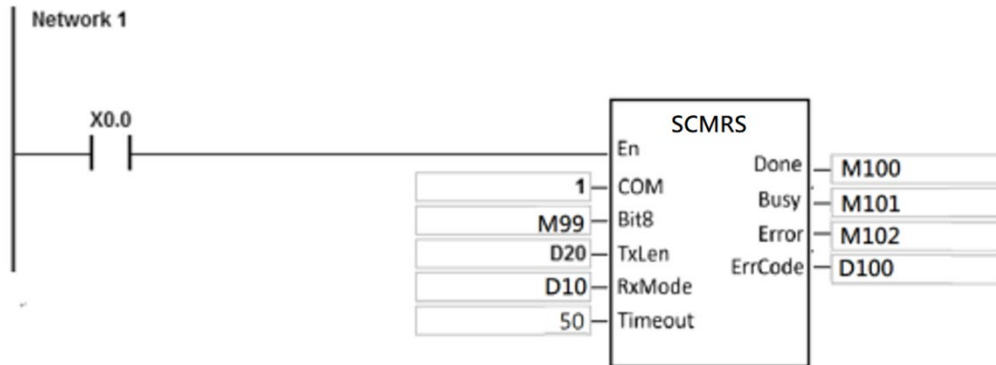 Network 1
X0.0
SCMRS
En
Done M100
1 COM
Busy M101
M99 Bit8
Error M102
D20 TxLen
ErrCode D100
D10 RxMode
50 Timeout